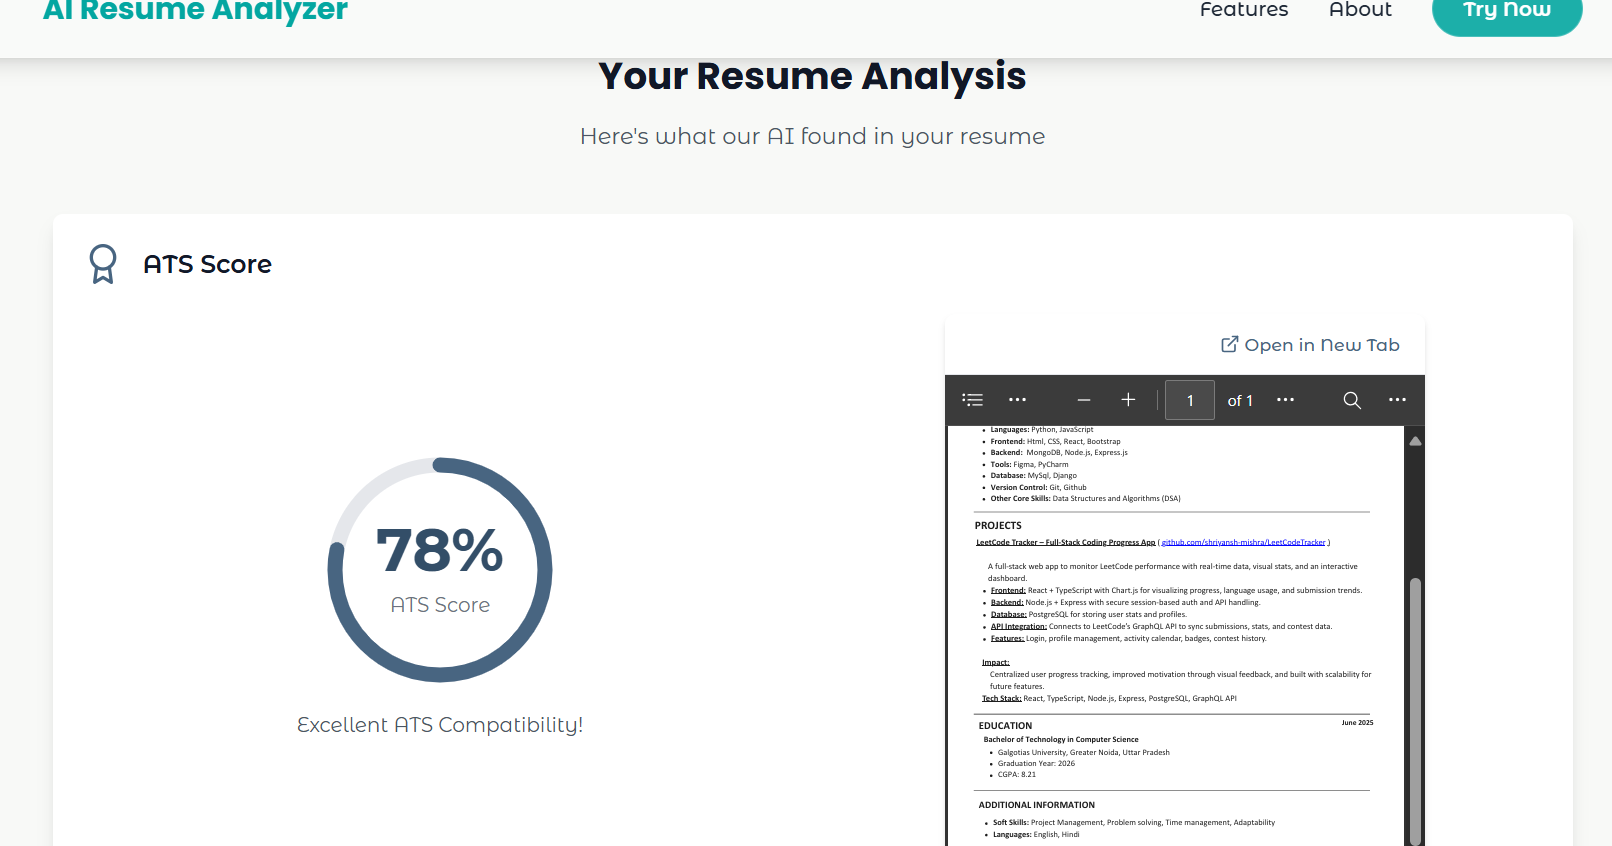 AI Resume Analyzer
Features
About
Try Now
Your Resume Analysis
Here's what our AI found in your resume
ATS Score
78%
ATS Score
Excellent ATS Compatibility!
Open in New Tab
1 of 1
• Languages: Python, JavaScript
• Frontend: Html, CSS, React, Bootstrap
• Backend: MongoDB, Node.js, Express.js
• Tools: Figma, PyCharm
• Database: MySql, Django
• Version Control: Git, Github
• Other Core Skills: Data Structures and Algorithms (DSA)
PROJECTS
LeetCode Tracker – Full-Stack Coding Progress App ( github.com/shriyansh-mishra/LeetCodeTracker )
A full-stack web app to monitor LeetCode performance with real-time data, visual stats, and an interactive
dashboard.
• Frontend: React + TypeScript with Chart.js for visualizing progress, language usage, and submission trends.
• Backend: Node.js + Express with secure session-based auth and API handling.
• Database: PostgreSQL for storing user stats and profiles.
• API Integration: Connects to LeetCode's GraphQL API to sync submissions, stats, and contest data.
• Features: Login, profile management, activity calendar, badges, contest history.
Impact:
Centralized user progress tracking, improved motivation through visual feedback, and built with scalability for
future features.
Tech Stack: React, TypeScript, Node.js, Express, PostgreSQL, GraphQL API
EDUCATION
June 2025
Bachelor of Technology in Computer Science
• Galgotias University, Greater Noida, Uttar Pradesh
• Graduation Year: 2026
• CGPA: 8.21
ADDITIONAL INFORMATION
• Soft Skills: Project Management, Problem solving, Time management, Adaptability
• Languages: English, Hindi